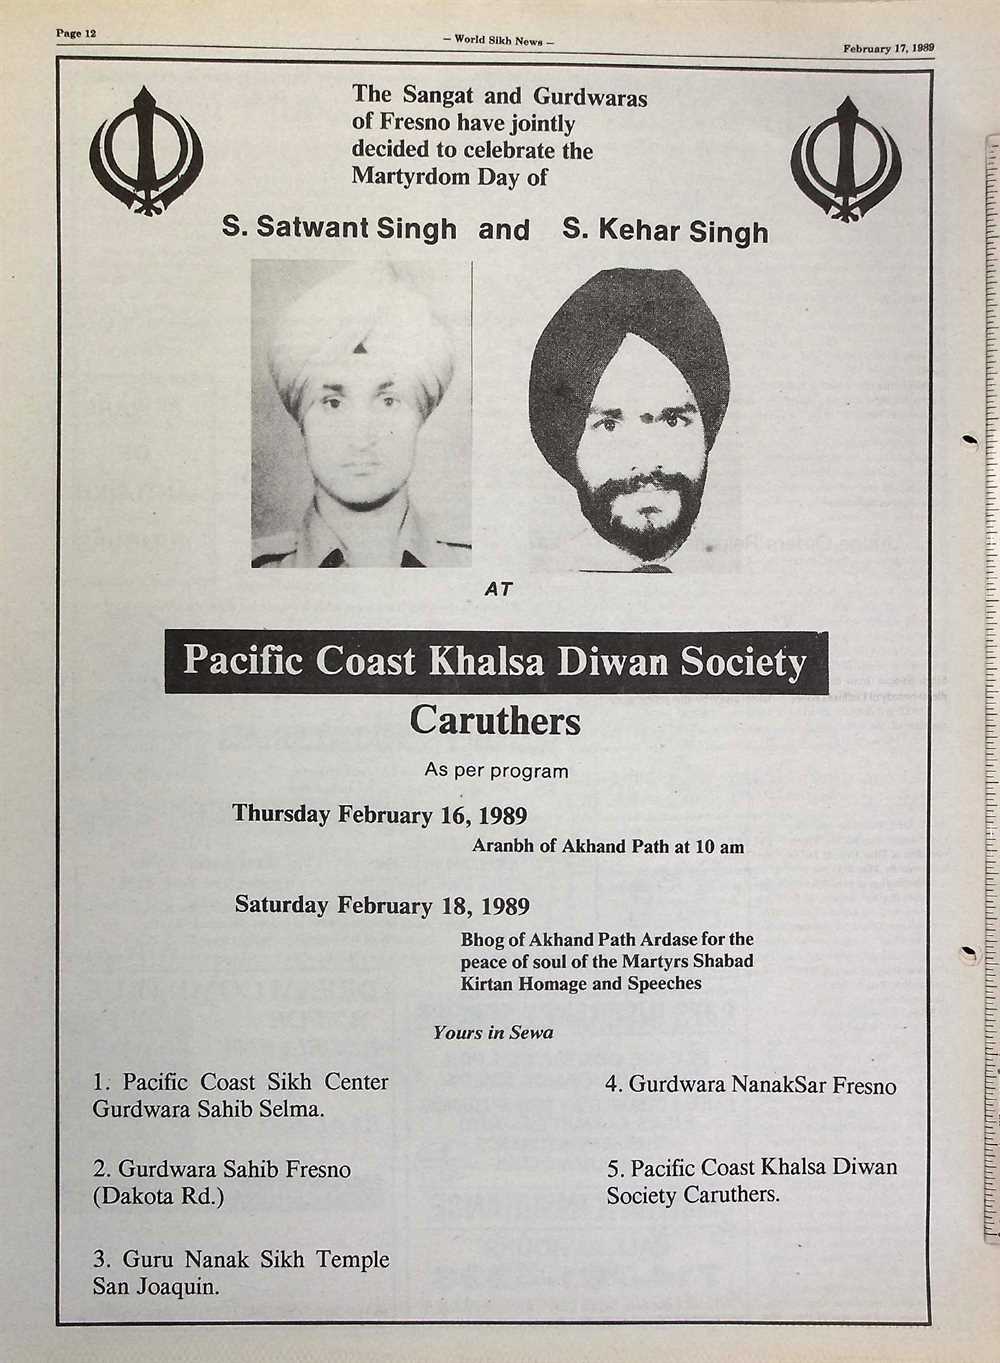 Page 12
– World Sikh News –
February 17, 1989
The Sangat and Gurdwaras
of Fresno have jointly
decided to celebrate the
Martyrdom Day of
S. Satwant Singh and S. Kehar Singh
AT
Pacific Coast Khalsa Diwan Society
Caruthers
As per program
Thursday February 16, 1989
Aranbh of Akhand Path at 10 am
Saturday February 18, 1989
Bhog of Akhand Path Ardase for the
peace of soul of the Martyrs Shabad
Kirtan Homage and Speeches
Yours in Sewa
1. Pacific Coast Sikh Center
Gurdwara Sahib Selma.
2. Gurdwara Sahib Fresno
(Dakota Rd.)
3. Guru Nanak Sikh Temple
San Joaquin.
4. Gurdwara NanakSar Fresno
5. Pacific Coast Khalsa Diwan
Society Caruthers.